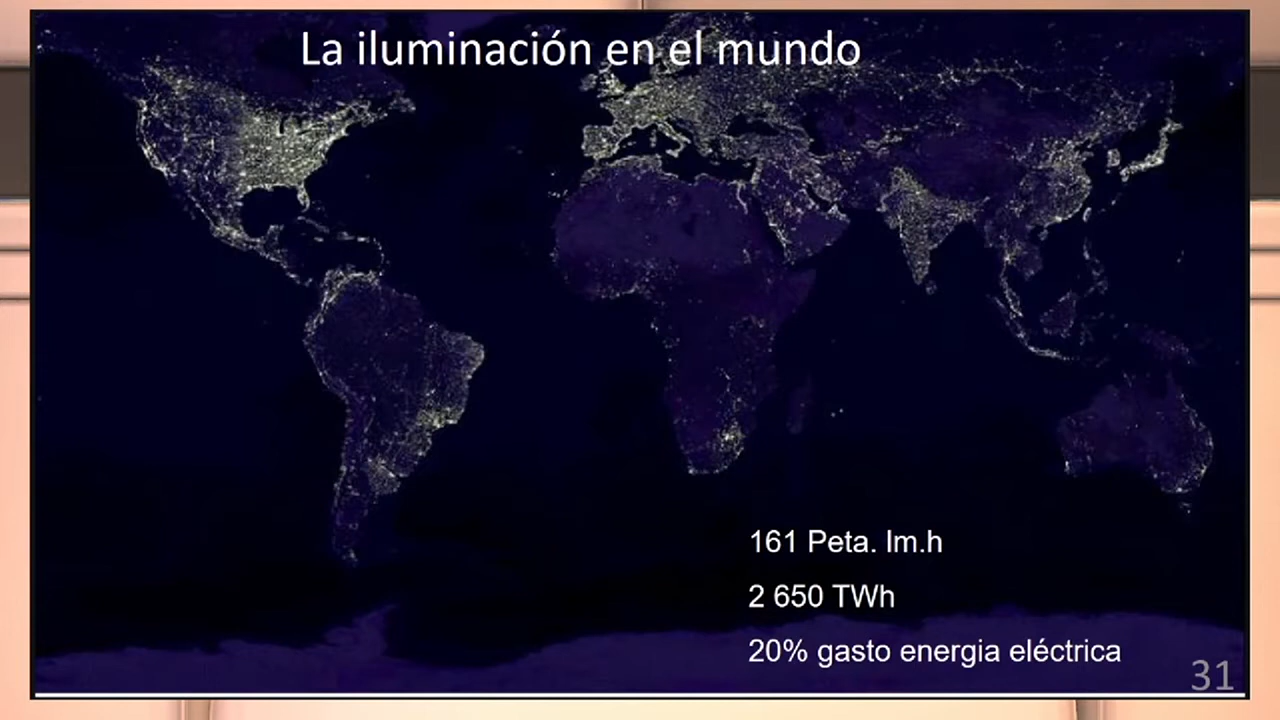 La iluminación en el mundo
161 Peta. lm.h
2 650 TWh
20% gasto energia eléctrica
31